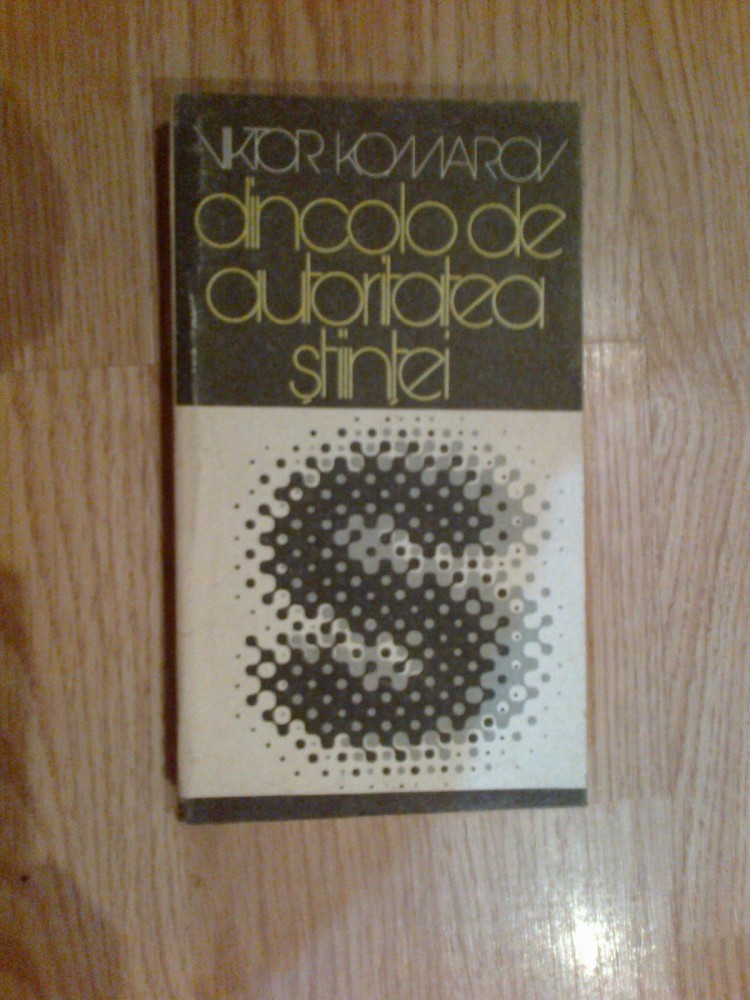 VIKTOR KOMAROV
dincolo de
autoritatea
științei
S